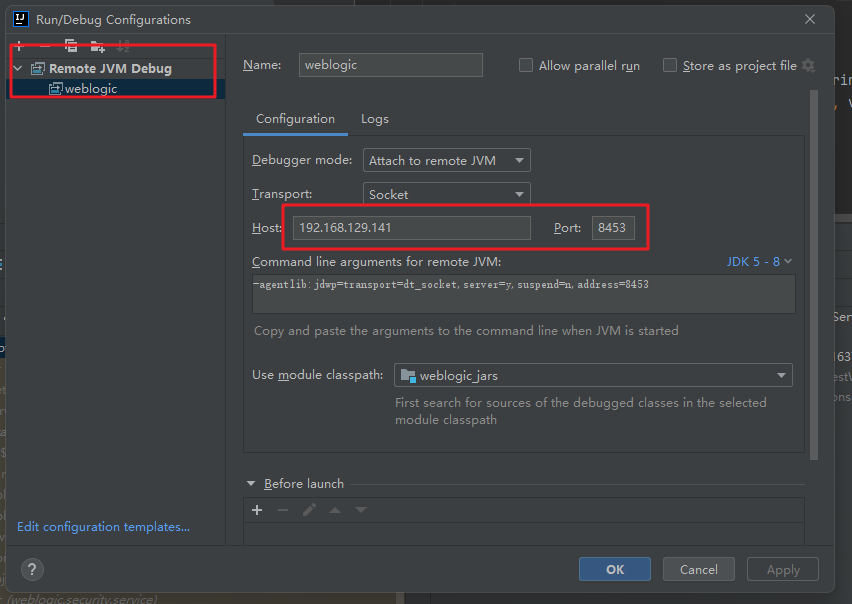 Run/Debug Configurations
Remote JVM Debug
weblogic
Edit configuration templates...
Name: weblogic Allow parallel run Store as project file
Configuration Logs
Debugger mode: Attach to remote JVM
Transport: Socket
Host: 192.168.129.141 Port: 8453
Command line arguments for remote JVM: JDK 5 - 8
-agentlib:jdwp=transport=dt_socket,server=y,suspend=n,address=8453
Copy and paste the arguments to the command line when JVM is started
Use module classpath: weblogic_jars
First search for sources of the debugged classes in the selected
module classpath
Before launch
? OK Cancel Apply
(weblogic.security.service)